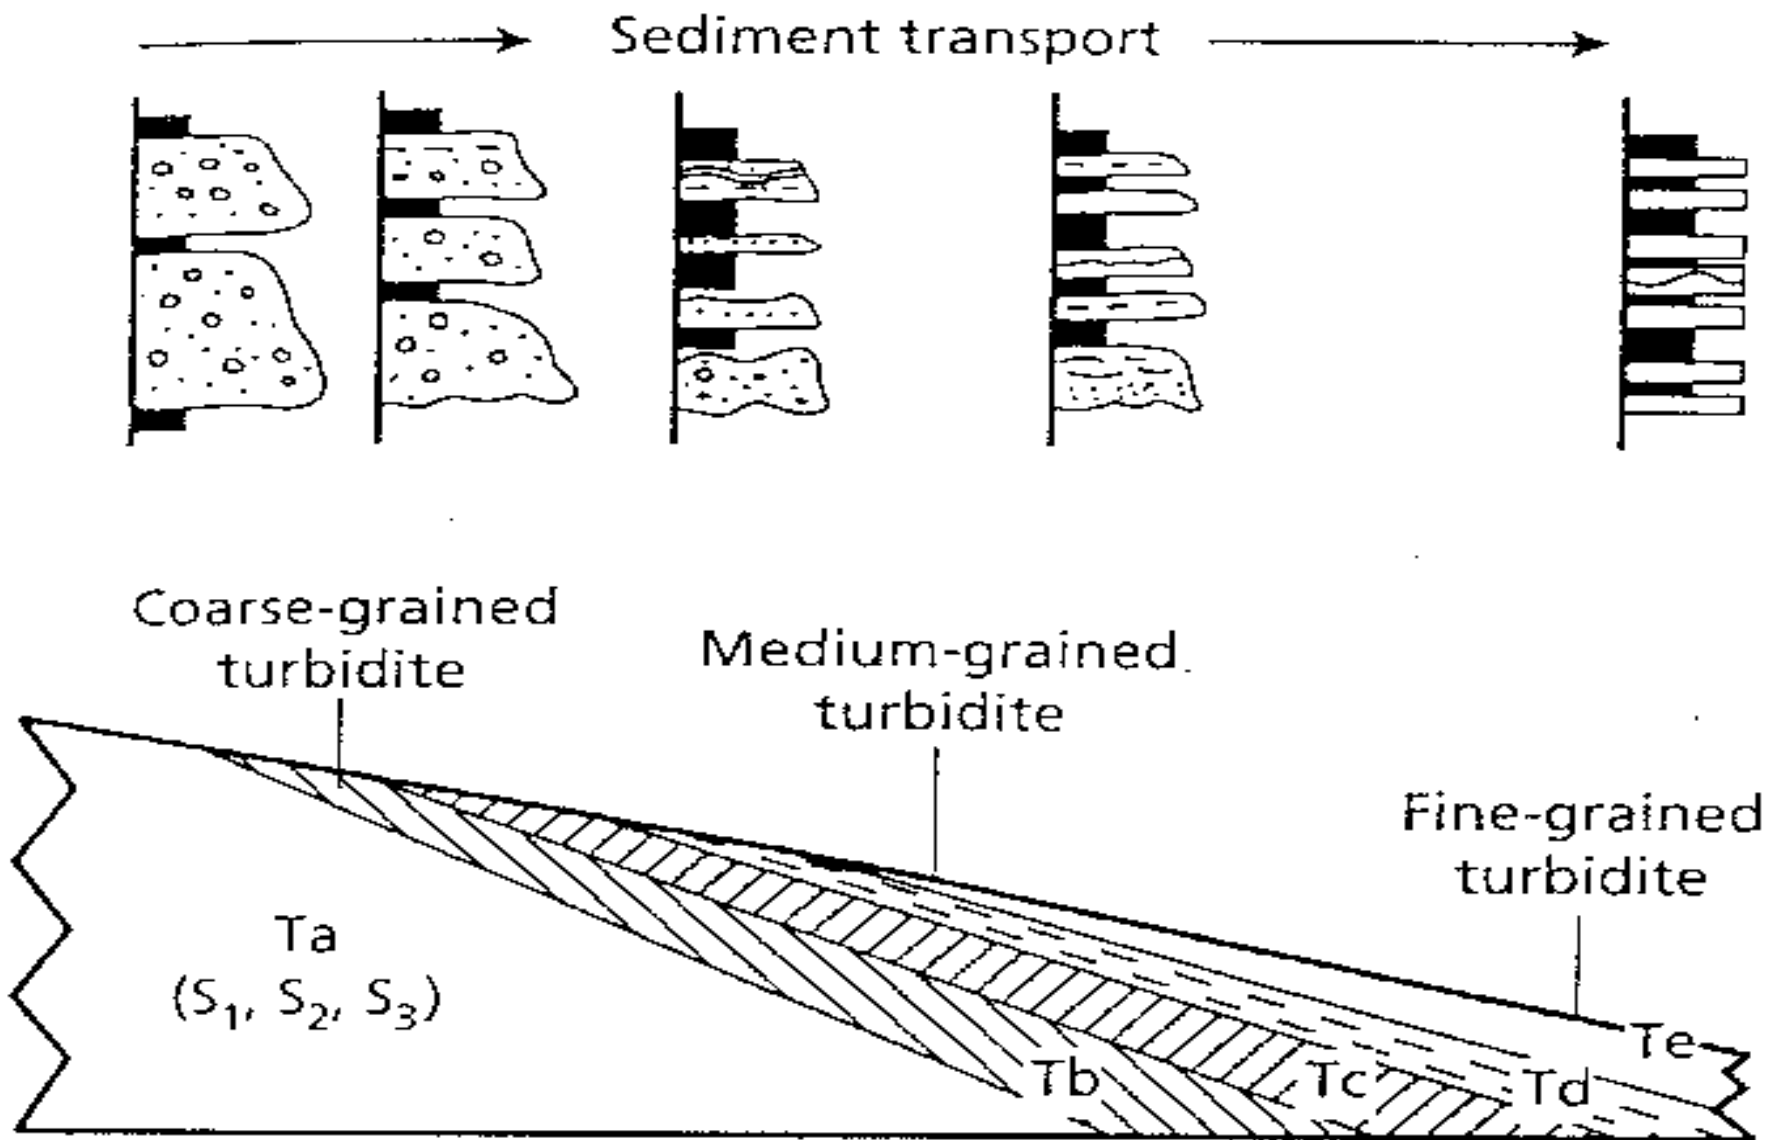 Sediment transport
Coarse-grained
turbidite
Medium-grained
turbidite
Fine-grained
turbidite
Ta
(S₁, S₂, S₃)
Tb
Tc
Td
Te